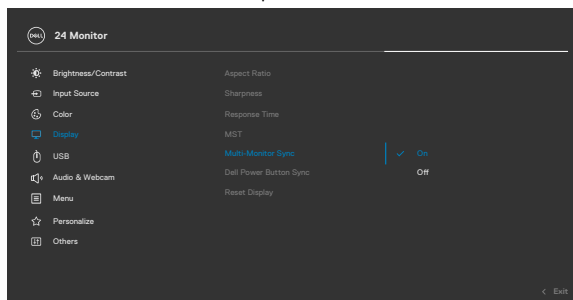 DELL 24 Monitor
Brightness/Contrast
Input Source
Color
Display
USB
Audio & Webcam
Menu
Personalize
Others
Aspect Ratio
Sharpness
Response Time
MST
Multi-Monitor Sync
Dell Power Button Sync
Reset Display
✓ On
Off
< Exit